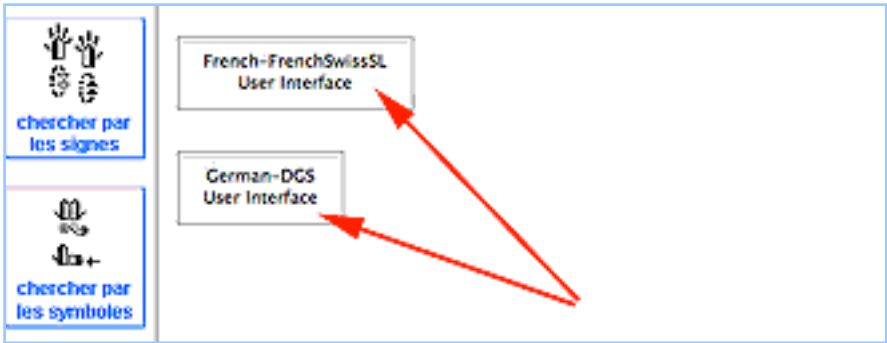 chercher par
les signes
chercher par
les symboles
French-FrenchSwissSL
User Interface
German-DGS
User Interface